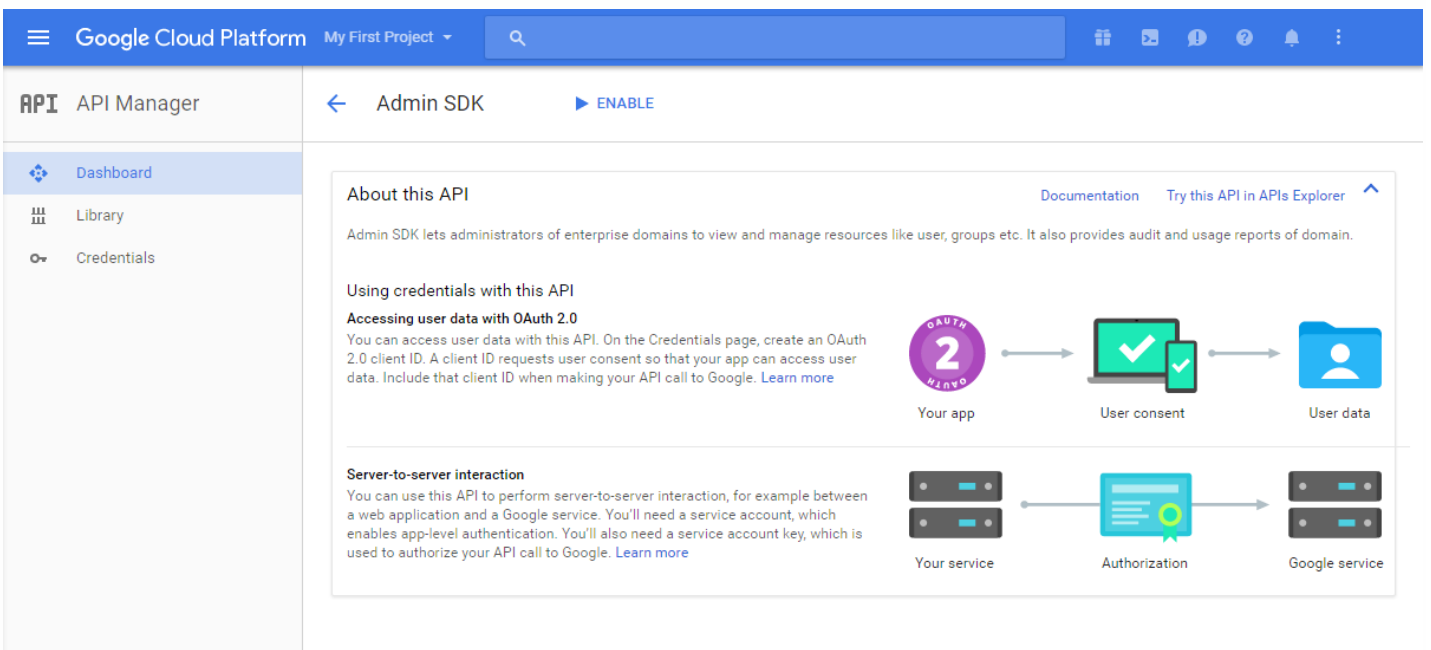 Google Cloud Platform My First Project
API API Manager
Admin SDK
ENABLE
Dashboard
Library
Credentials
About this API
Documentation
Try this API in APIs Explorer
Admin SDK lets administrators of enterprise domains to view and manage resources like user, groups etc. It also provides audit and usage reports of domain.
Using credentials with this API
Accessing user data with OAuth 2.0
You can access user data with this API. On the Credentials page, create an OAuth
2.0 client ID. A client ID requests user consent so that your app can access user
data. Include that client ID when making your API call to Google. Learn more
OAUTH
2
OAUTH
Your app
User consent
User data
Server-to-server interaction
You can use this API to perform server-to-server interaction, for example between
a web application and a Google service. You'll need a service account, which
enables app-level authentication. You'll also need a service account key, which is
used to authorize your API call to Google. Learn more
Your service
Authorization
Google service